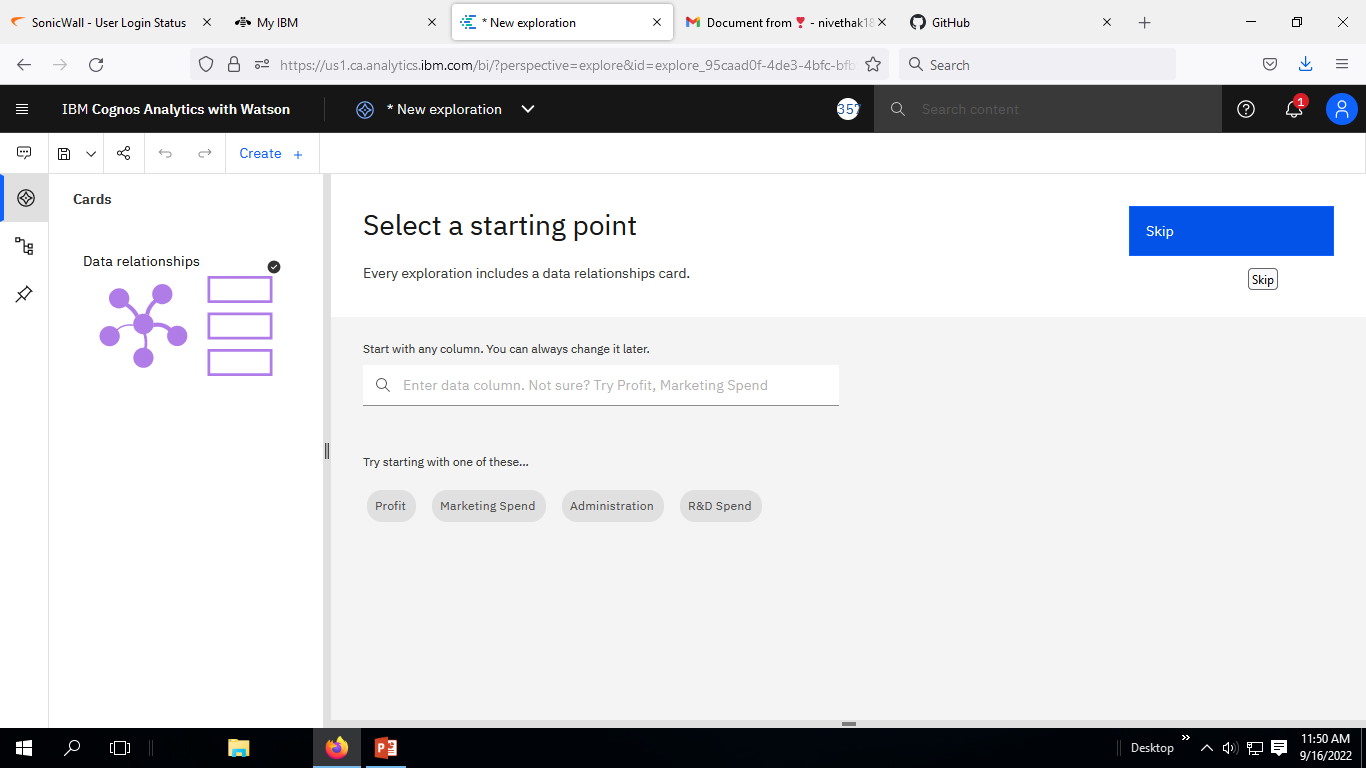 SonicWall - User Login Status
My IBM
* New exploration
Document from❣ - nivethak18
GitHub
https://us1.ca.analytics.ibm.com/bi/?perspective=explore&id=explore_95caad0f-4de3-4bfc-bfb
Search
IBM Cognos Analytics with Watson
* New exploration
357
Search content
1
Create +
Cards
Data relationships
Select a starting point
Skip
Every exploration includes a data relationships card.
Skip
Start with any column. You can always change it later.
Enter data column. Not sure? Try Profit, Marketing Spend
Try starting with one of these...
Profit
Marketing Spend
Administration
R&D Spend
Desktop
11:50 AM
9/16/2022